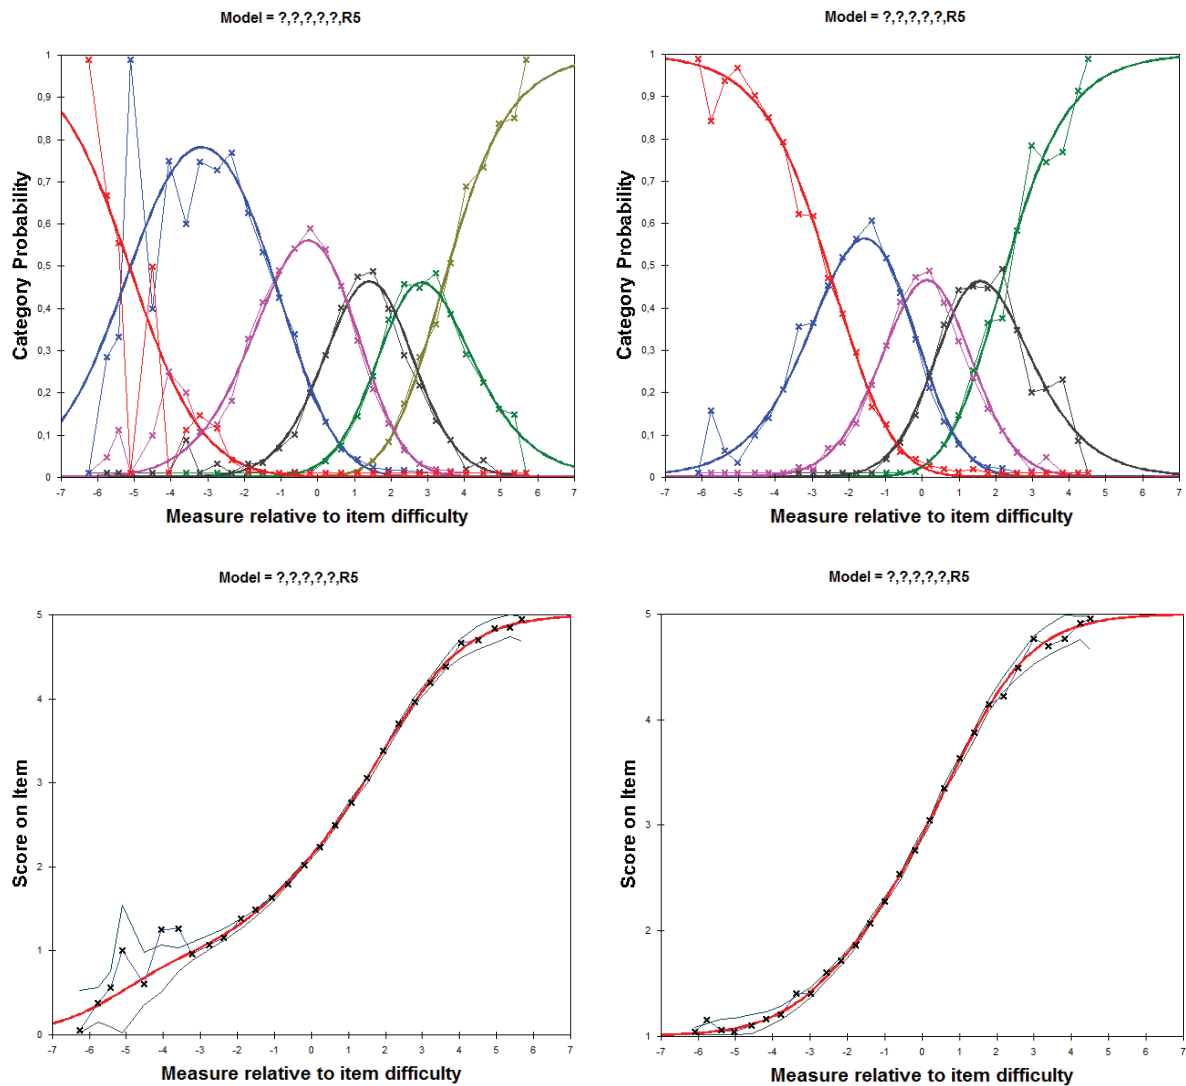 Model = ?,?,?,?,?,R5
Model = ?,?,?,?,?,R5
1
0,9
0,8
0,7
0,6
0,5
0,4
0,3
0,2
0,1
0
Category Probability
-7 -6 -5 -4 -3 -2 -1 0 1 2 3 4 5 6 7
Measure relative to item difficulty
1
0,9
0,8
0,7
0,6
0,5
0,4
0,3
0,2
0,1
0
Category Probability
-7 -6 -5 -4 -3 -2 -1 0 1 2 3 4 5 6 7
Measure relative to item difficulty
Model = ?,?,?,?,?,R5
Model = ?,?,?,?,?,R5
5
4
3
2
1
0
Score on Item
-7 -6 -5 -4 -3 -2 -1 0 1 2 3 4 5 6 7
Measure relative to item difficulty
5
4
3
2
1
Score on Item
-7 -6 -5 -4 -3 -2 -1 0 1 2 3 4 5 6 7
Measure relative to item difficulty